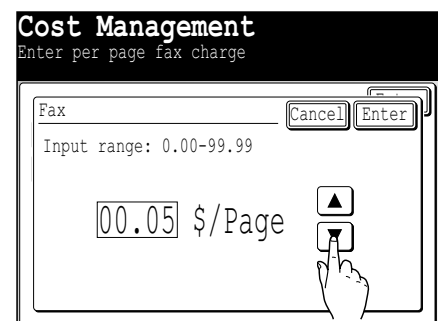 Cost Management
Enter per page fax charge
Fax
Cancel Enter
Input range: 0.00-99.99
00.05 $/Page